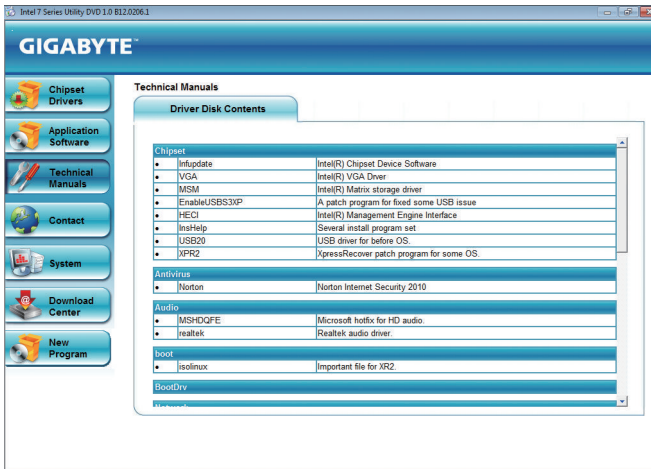 Intel 7 Series Utility DVD 1.0 B12.0206.1
GIGABYTE™
Chipset
Drivers
Application
Software
Technical
Manuals
Contact
System
Download
Center
New
Program
Technical Manuals
Driver Disk Contents
Chipset
• Infupdate Intel(R) Chipset Device Software
• VGA Intel(R) VGA Drver
• MSM Intel(R) Matrix storage driver
• EnableUSBS3XP A patch program for fixed some USB issue
• HECI Intel(R) Management Engine Interface
• InsHelp Several install program set
• USB20 USB driver for before OS.
• XPR2 XpressRecover patch program for some OS.
Antivirus
• Norton Norton Internet Security 2010
Audio
• MSHDQFE Microsoft hotfix for HD audio.
• realtek Realtek audio driver.
boot
• isolinux Important file for XR2.
BootDrv